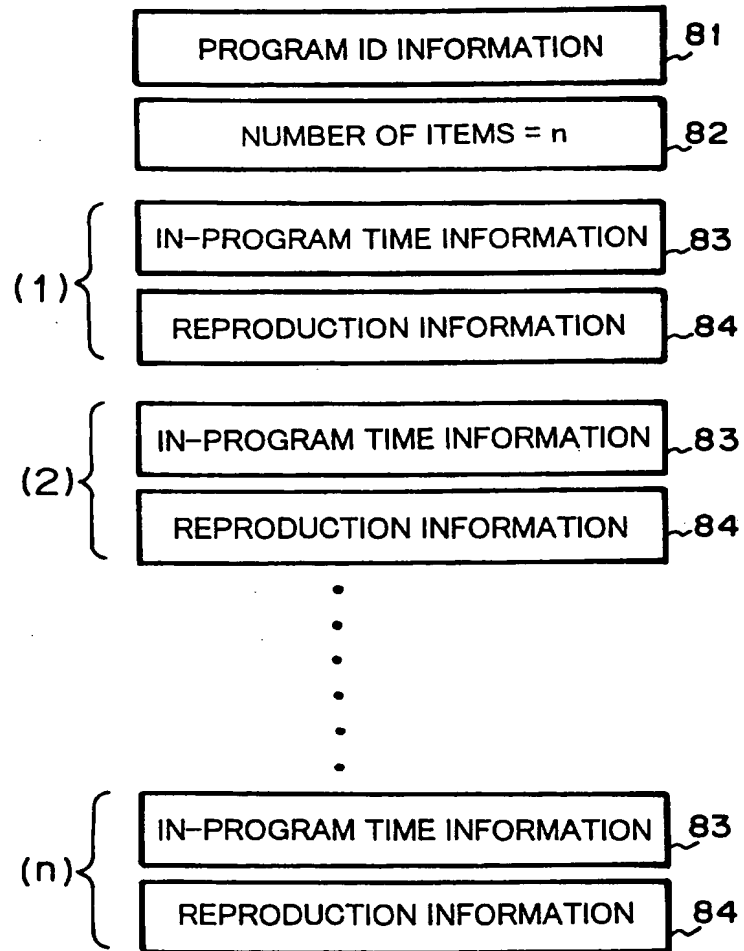 PROGRAM ID INFORMATION 81
NUMBER OF ITEMS = n 82
(1) IN-PROGRAM TIME INFORMATION 83
REPRODUCTION INFORMATION 84
(2) IN-PROGRAM TIME INFORMATION 83
REPRODUCTION INFORMATION 84
(n) IN-PROGRAM TIME INFORMATION 83
REPRODUCTION INFORMATION 84